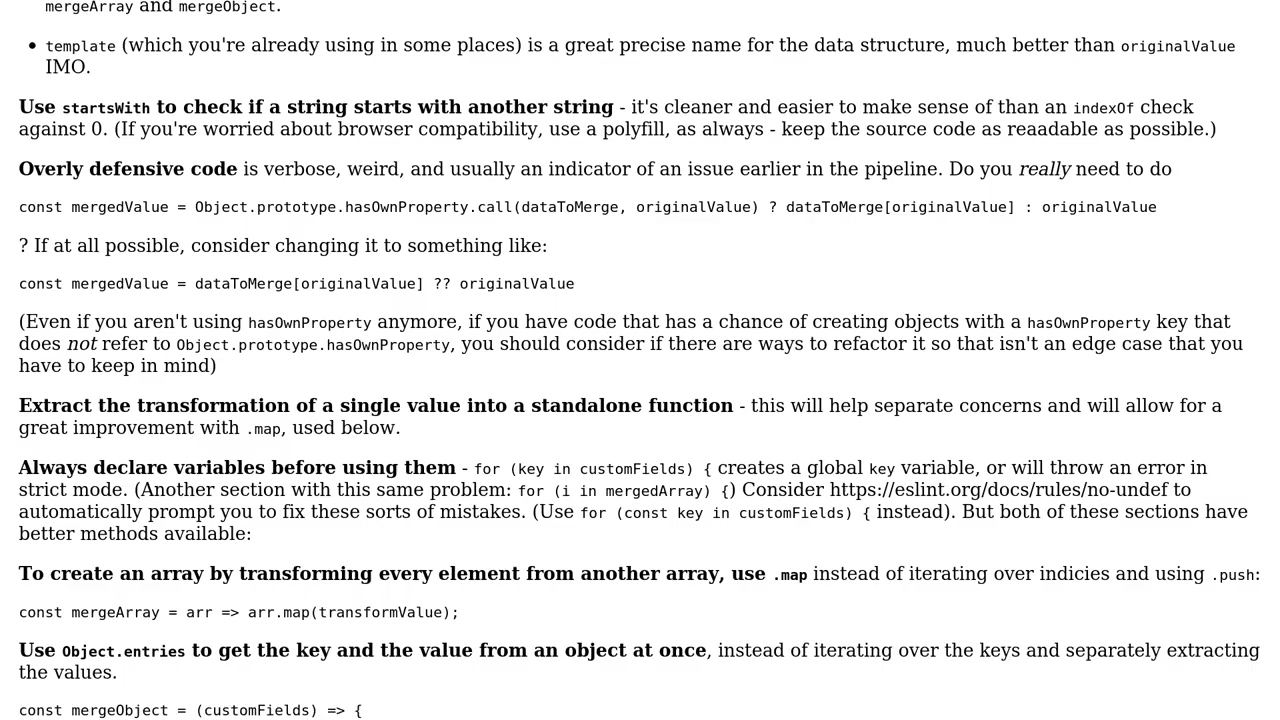 mergeArray and mergeObject.
• template (which you're already using in some places) is a great precise name for the data structure, much better than originalValue
IMO.
Use startsWith to check if a string starts with another string - it's cleaner and easier to make sense of than an indexOf check
against 0. (If you're worried about browser compatibility, use a polyfill, as always - keep the source code as reaadable as possible.)
Overly defensive code is verbose, weird, and usually an indicator of an issue earlier in the pipeline. Do you really need to do
const mergedValue = Object.prototype.hasOwnProperty.call(dataToMerge, originalValue) ? dataToMerge[originalValue] : originalValue
? If at all possible, consider changing it to something like:
const mergedValue = dataToMerge[originalValue] ?? originalValue
(Even if you aren't using hasOwnProperty anymore, if you have code that has a chance of creating objects with a hasOwnProperty key that
does not refer to Object.prototype.hasOwnProperty, you should consider if there are ways to refactor it so that isn't an edge case that you
have to keep in mind)
Extract the transformation of a single value into a standalone function - this will help separate concerns and will allow for a
great improvement with .map, used below.
Always declare variables before using them - for (key in customFields) { creates a global key variable, or will throw an error in
strict mode. (Another section with this same problem: for (i in mergedArray) {) Consider https://eslint.org/docs/rules/no-undef to
automatically prompt you to fix these sorts of mistakes. (Use for (const key in customFields) { instead). But both of these sections have
better methods available:
To create an array by transforming every element from another array, use .map instead of iterating over indicies and using .push:
const mergeArray = arr => arr.map(transformValue);
Use Object.entries to get the key and the value from an object at once, instead of iterating over the keys and separately extracting
the values.
const mergeObject = (customFields) => {